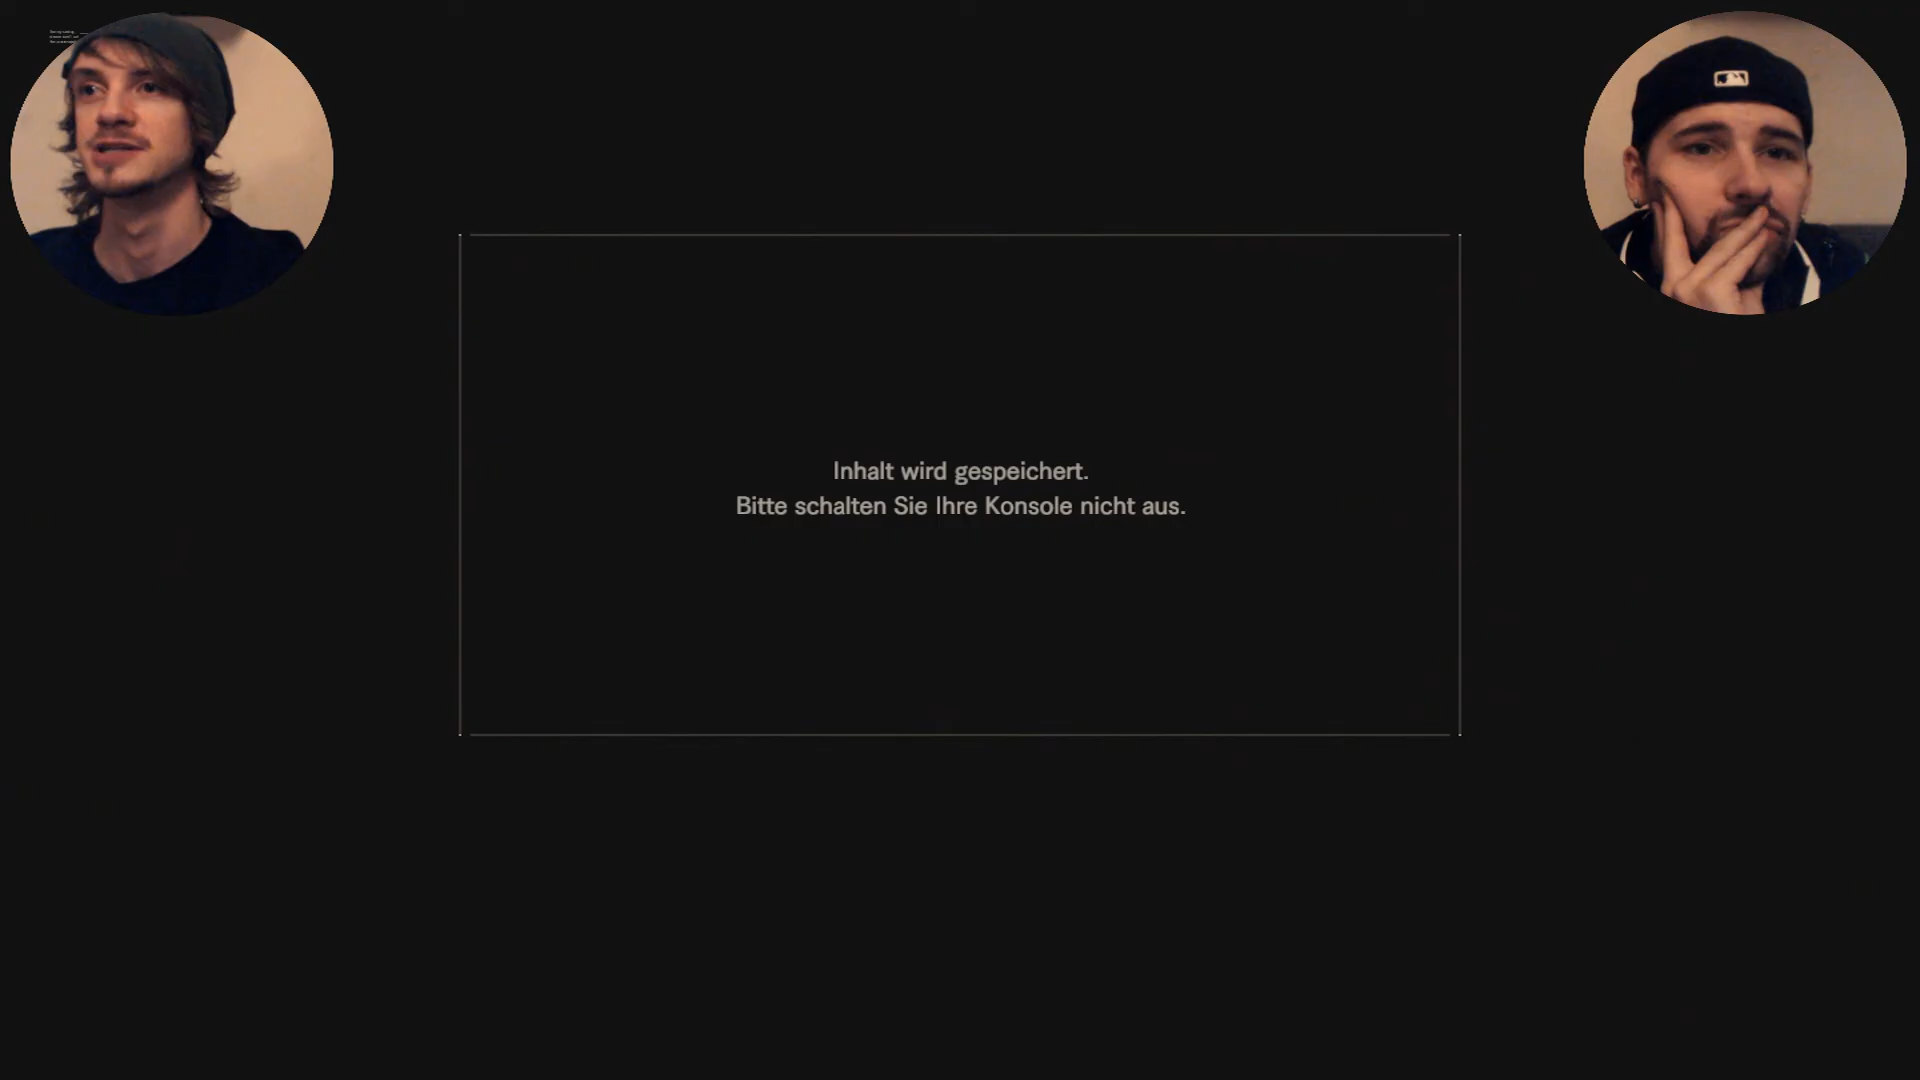 Inhalt wird gespeichert.
Bitte schalten Sie Ihre Konsole nicht aus.